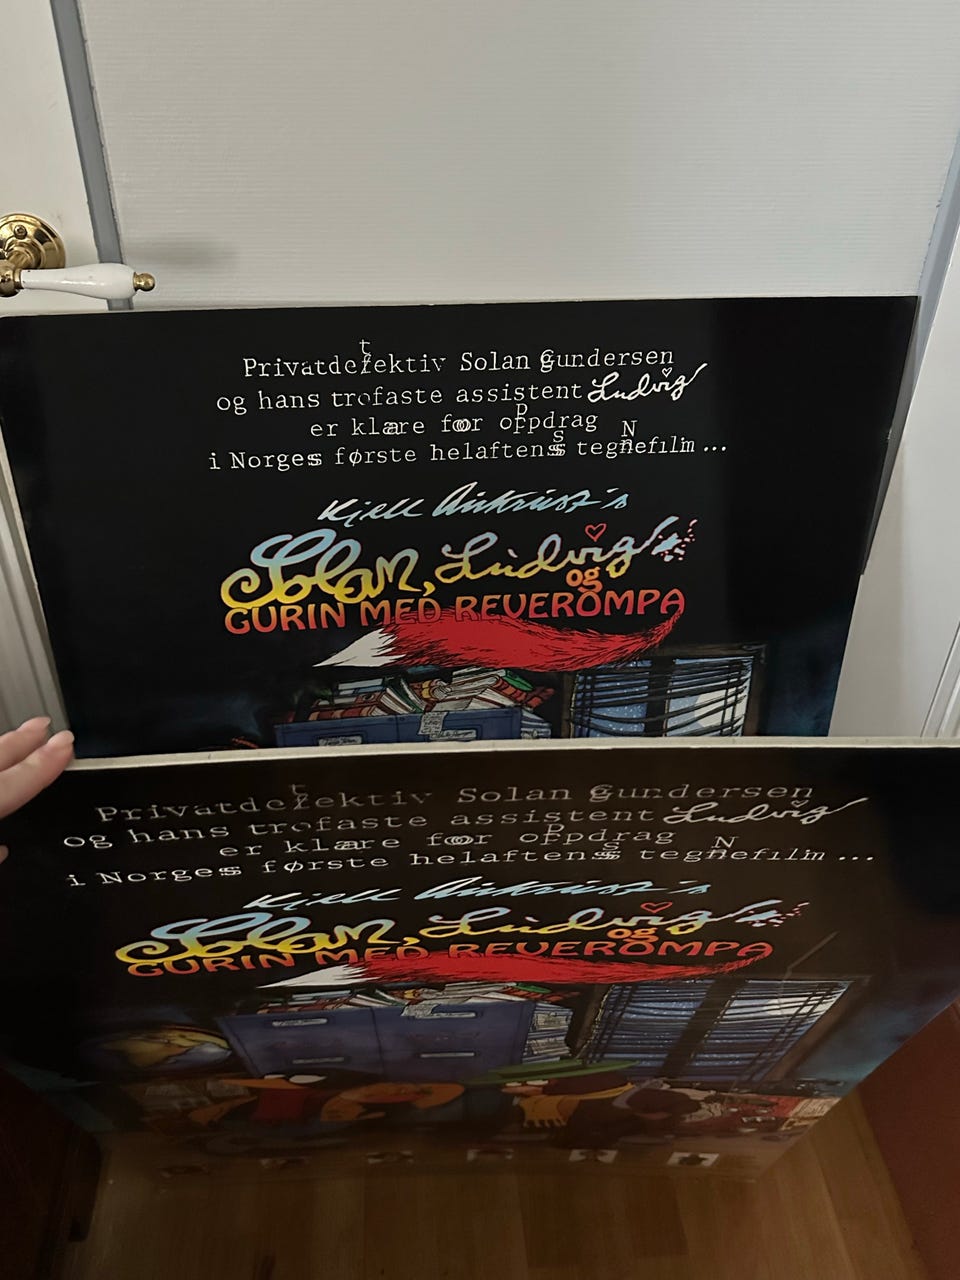 Privatdetektiv Solan Gundersen
og hans trofaste assistent Ludvig
er klare for oppdrag
i Norges første helaftens tegnefilm ...
Kjell Aukrust's
Solan, Ludvig
og
GURIN MED REVEROMPA
Privatdetektiv Solan Gundersen
og hans trofaste assistent Ludvig
er klare for oppdrag
i Norges første helaftens tegnefilm ...
Kjell Aukrust's
Solan, Ludvig
og
GURIN MED REVEROMPA